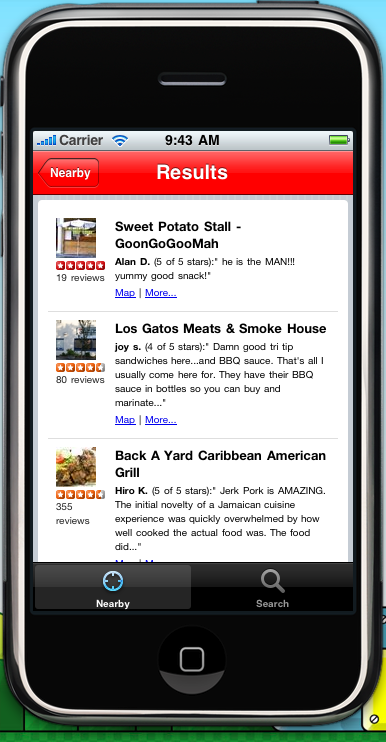 Carrier 9:43 AM
Nearby Results
Sweet Potato Stall -
GoonGooGooMah
Alan D. (5 of 5 stars):" he is the MAN!!!
yummy good snack!"
19 reviews
Map | More...
Los Gatos Meats & Smoke House
joy s. (4 of 5 stars):" Damn good tri tip
sandwiches here...and BBQ sauce. That's all I
usually come here for. They have their BBQ
80 reviews
sauce in bottles so you can buy and
marinate..."
Map | More...
Back A Yard Caribbean American
Grill
Hiro K. (5 of 5 stars):" Jerk Pork is AMAZING.
The initial novelty of a Jamaican cuisine
355
experience was quickly overwhelmed by how
reviews
well cooked the actual food was. The food
did..."
Nearby Search